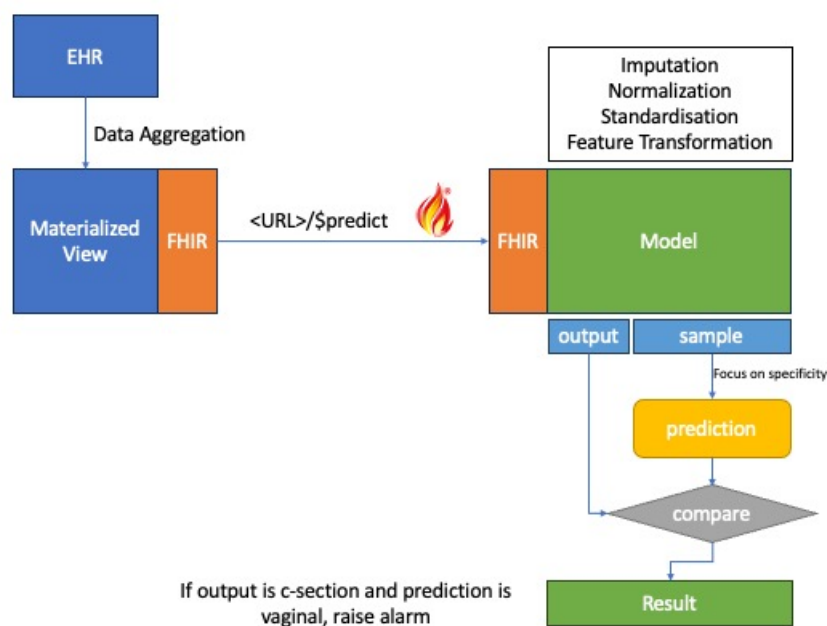 EHR
Imputation
Normalization
Standardisation
Feature Transformation
Data Aggregation
Materialized
View
FHIR
<URL>/$predict
FHIR
Model
output
sample
Focus on specificity
prediction
compare
If output is c-section and prediction is
vaginal, raise alarm
Result